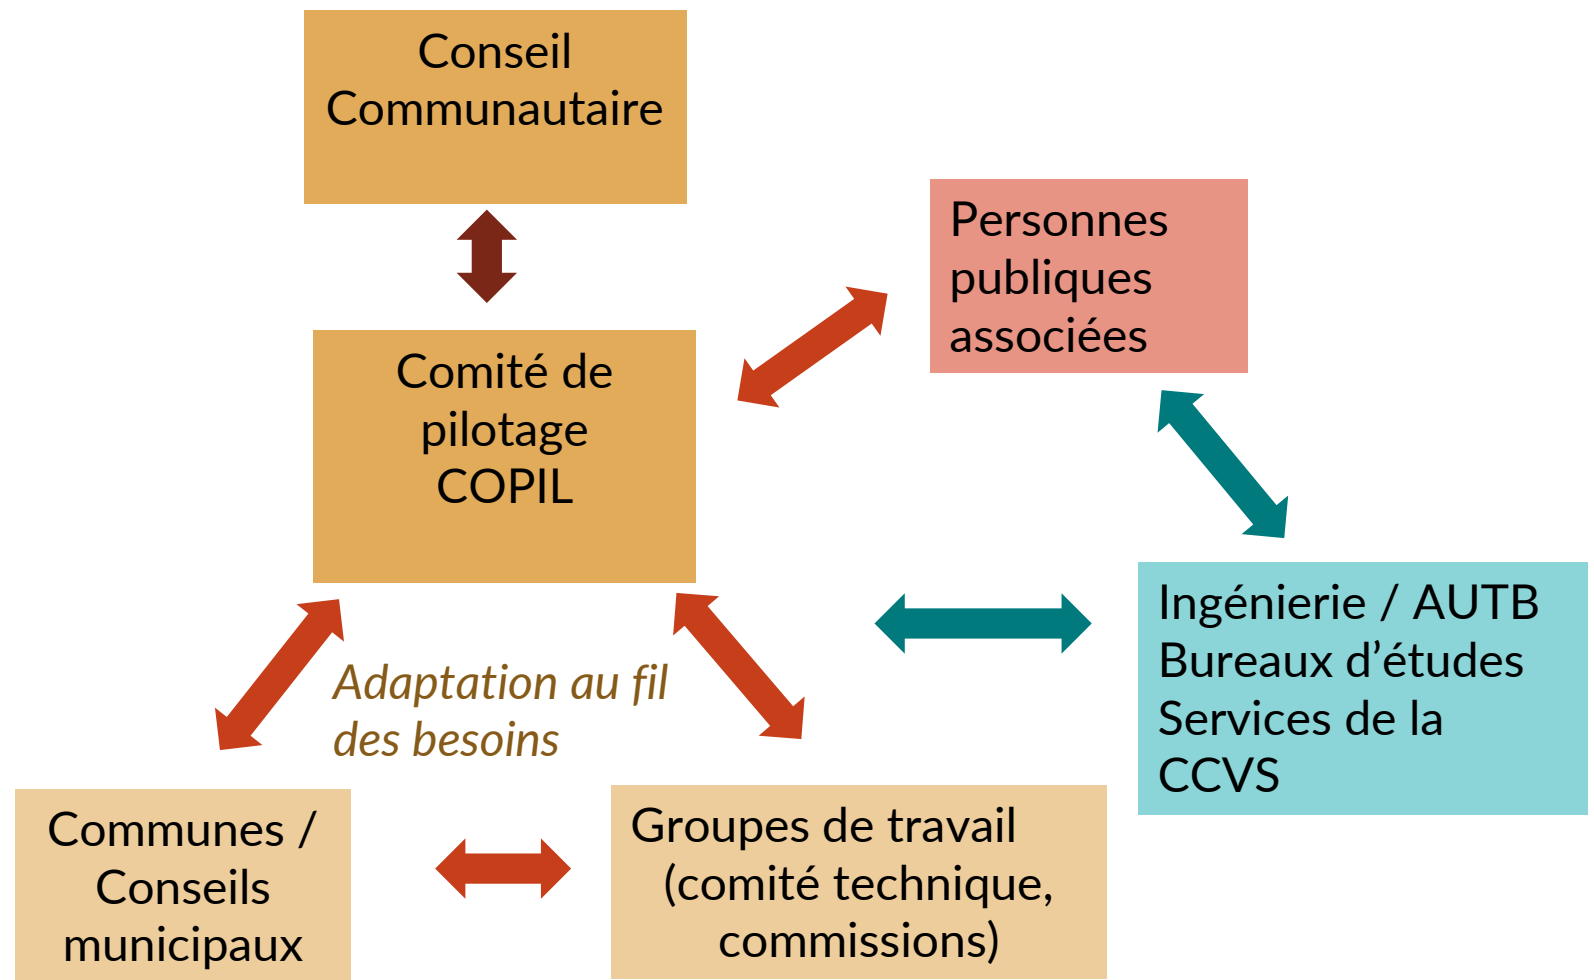 Conseil
Communautaire
Personnes
publiques
associées
Comité de
pilotage
COPIL
Ingénierie / AUTB
Bureaux d’études
Services de la
CCVS
Adaptation au fil
des besoins
Communes /
Conseils
municipaux
Groupes de travail
(comité technique,
commissions)